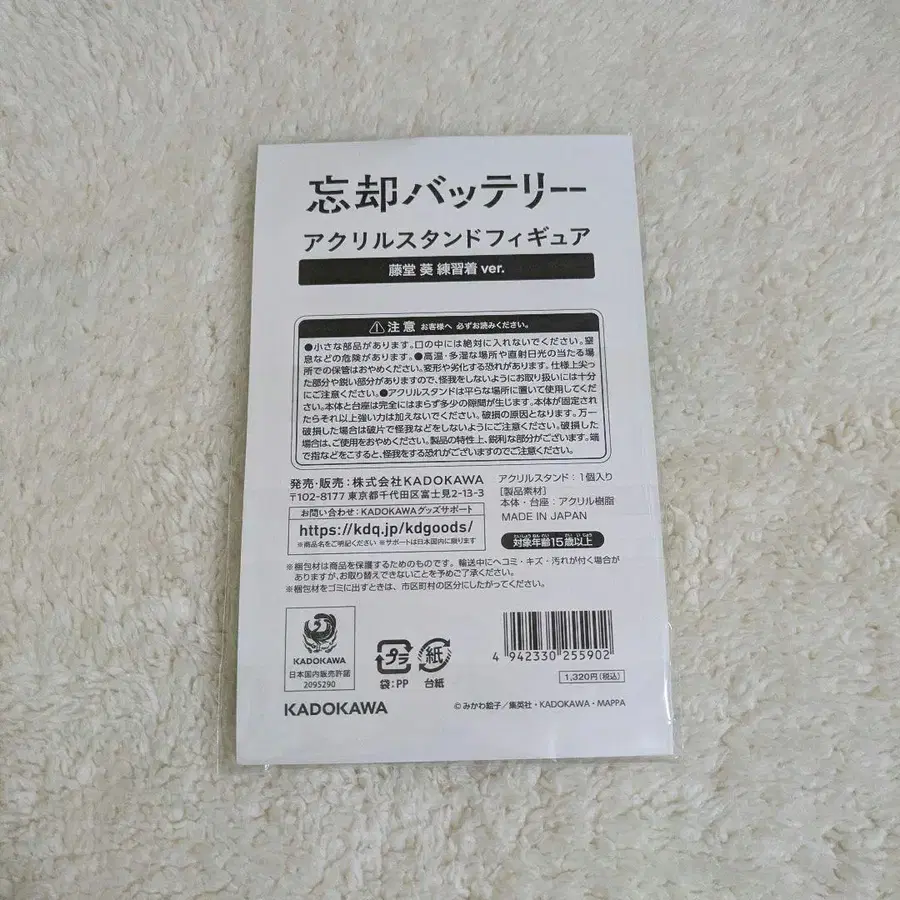 忘却バッテリー
アクリルスタンドフィギュア
藤堂 葵 練習着 ver.
注意 お客様へ 必ずお読みください。
●小さな部品があります。口の中には絶対に入れないでください。窒
息などの危険があります。●高温・多湿な場所や直射日光の当たる場
所での保管はおやめください。変形や劣化する恐れがあります。仕様上尖っ
た部分や鋭い部分がありますので、怪我をしないようにお取り扱いには十分
にご注意ください。●アクリルスタンドは平らな場所に置いて使用してくだ
さい。本体と台座は完全にはまらず多少の隙間が生じます。本体が固定され
たらそれ以上強い力は加えないでください。破損の原因となります。万一
破損した場合は破片で怪我などをしないようにご注意ください。破損した
場合は、ご使用をおやめください。製品の特性上、鋭利な部分がございます。端
で指などをこすると、怪我をする恐れがございますのでご注意ください。
発売・販売：株式会社KADOKAWA
〒102-8177 東京都千代田区富士見2-13-3
お問い合わせ：KADOKAWAグッズサポート
https://kdq.jp/kdgoods/
※商品名をご明記ください ※サポートは日本国内に限ります
アクリルスタンド：1個入り
[製品素材]
本体・台座：アクリル樹脂
MADE IN JAPAN
対象年齢15歳以上
※梱包材は商品を保護するためのものです。輸送中にヘコミ・キズ・汚れが付く場合が
ありますが、お取り替えできないことを予めご了承ください。
※梱包材をゴミに出すときは、市区町村の区分にしたがってください。
KADOKAWA
日本国内販売許諾
2095290
プラ
袋：PP
紙
台紙
4 942330 255902
1,320円(税込)
KADOKAWA
©みかわ絵子／集英社・KADOKAWA・MAPPA